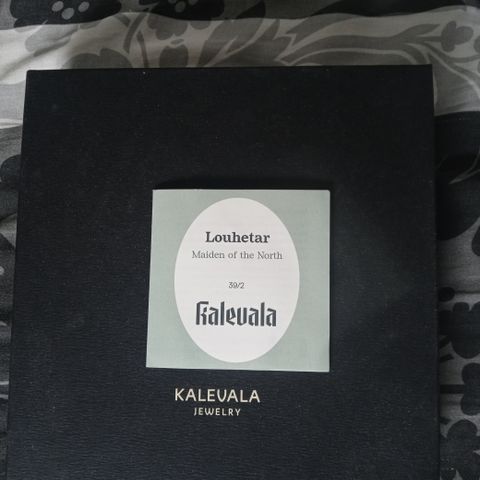 Louhetar
Maiden of the North
39/2
Kalevala
KALEVALA
JEWELRY